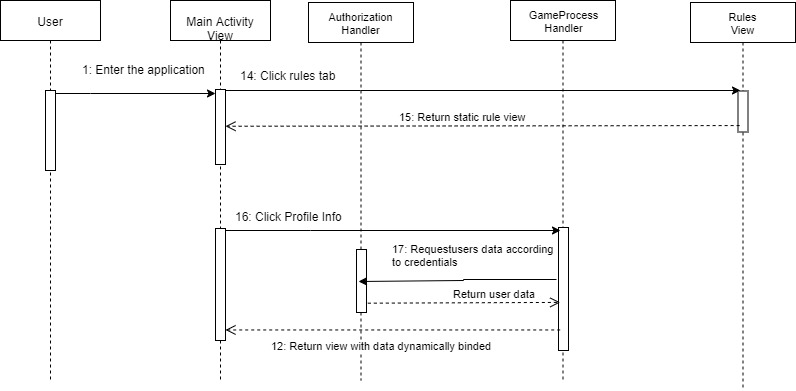 User
Main Activity
View
Authorization
Handler
GameProcess
Handler
Rules
View
1: Enter the application
14: Click rules tab
15: Return static rule view
16: Click Profile Info
17: Requestusers data according
to credentials
Return user data
12: Return view with data dynamically binded